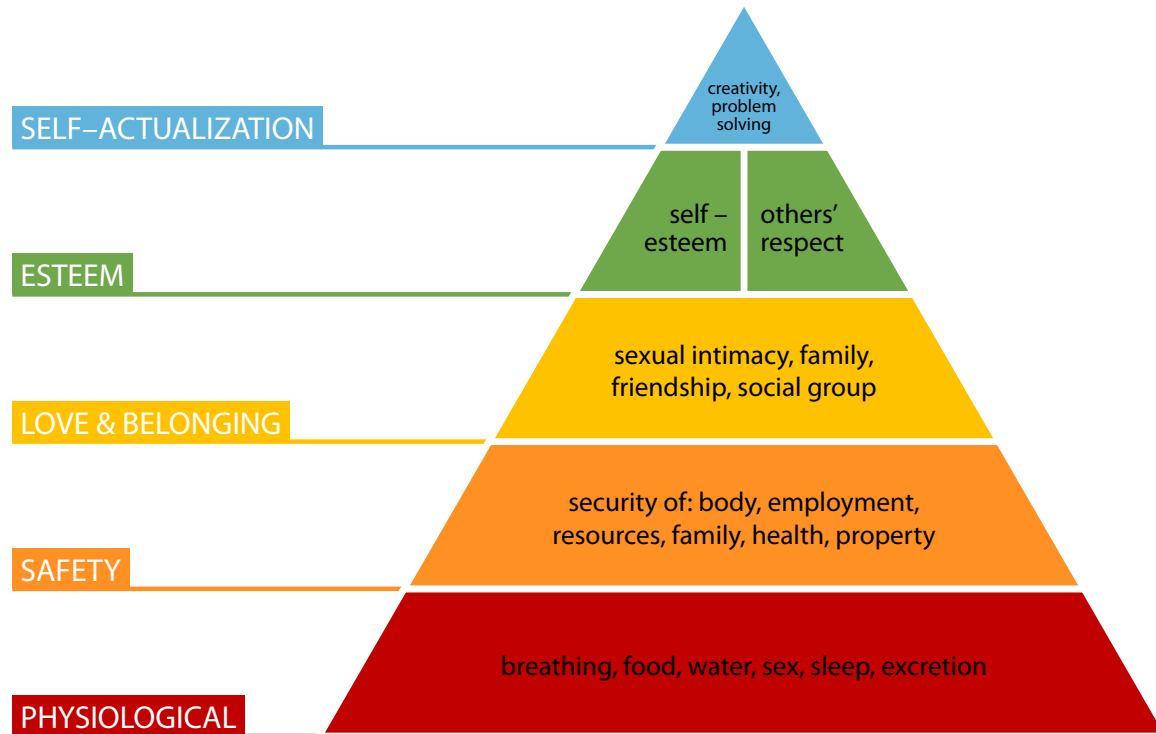 creativity,
problem
solving
SELF–ACTUALIZATION
self –
esteem
others’
respect
ESTEEM
sexual intimacy, family,
friendship, social group
LOVE & BELONGING
security of: body, employment,
resources, family, health, property
SAFETY
breathing, food, water, sex, sleep, excretion
PHYSIOLOGICAL